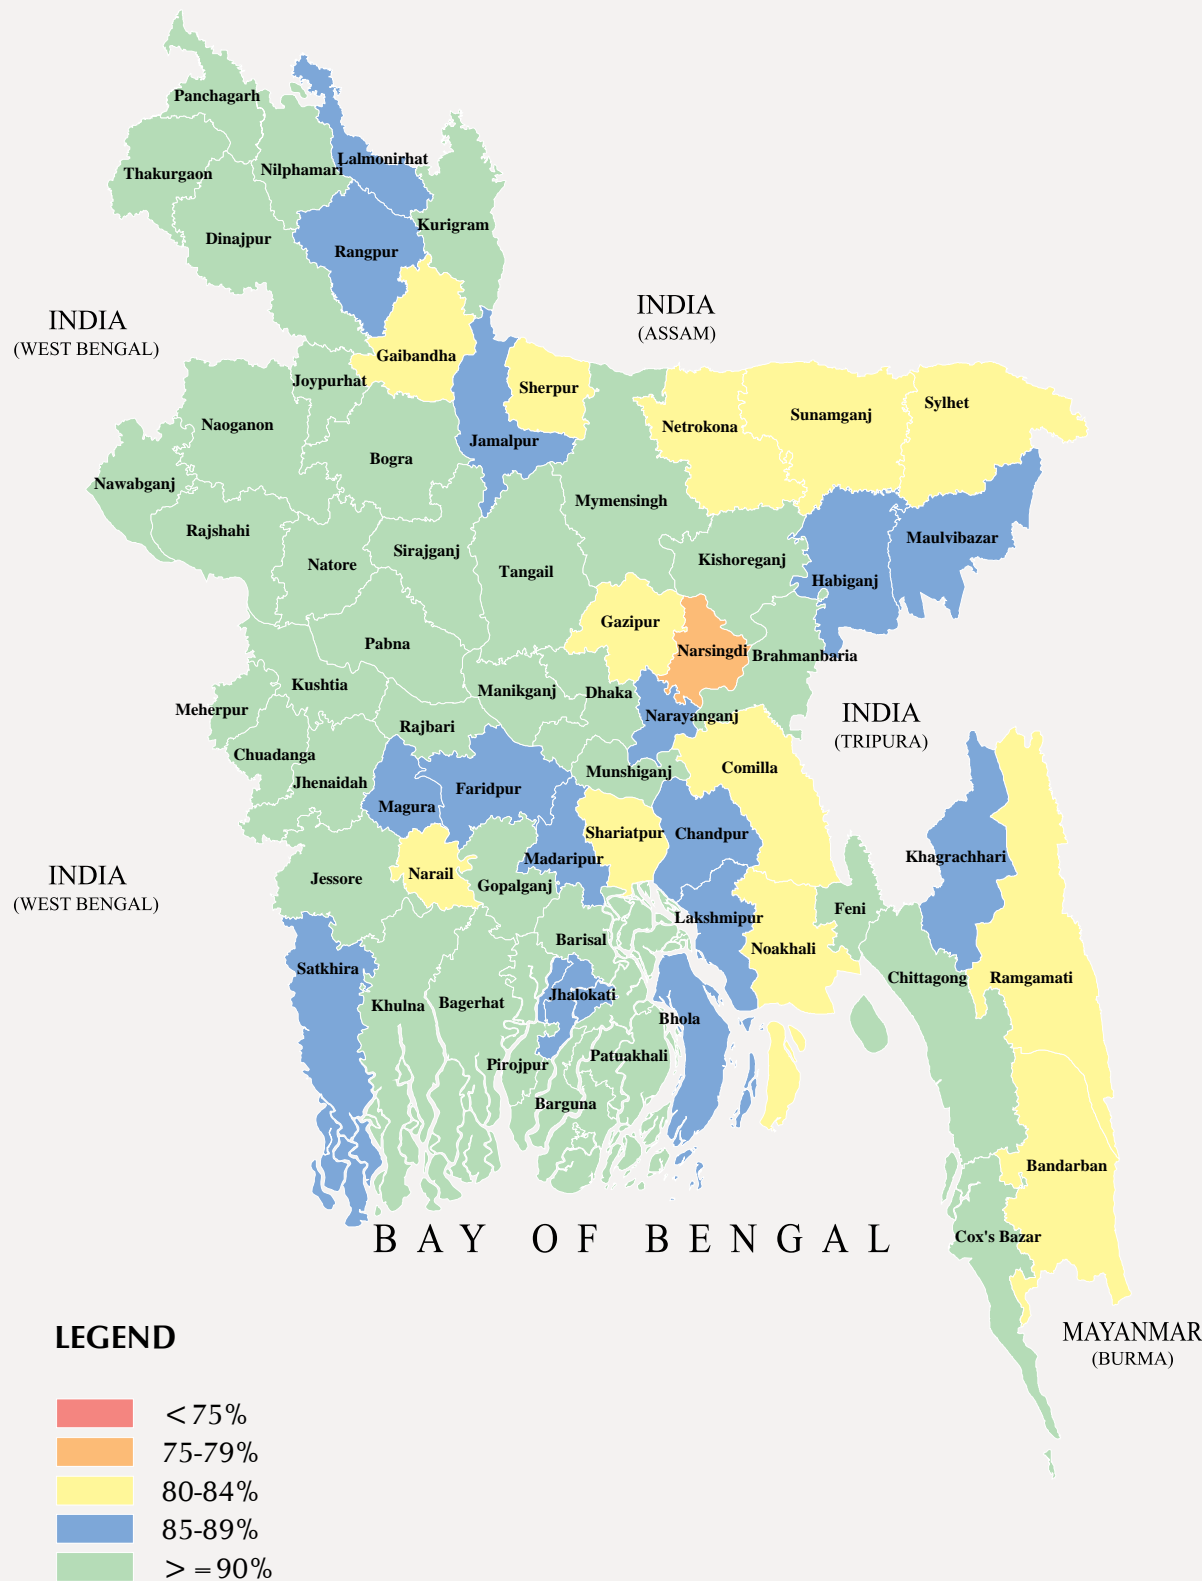 Panchagarh
Lalmonirhat
Thakurgaon
Nilphamari
Kurigram
Dinajpur
Rangpur
INDIA
(ASSAM)
INDIA
(WEST BENGAL)
Gaibandha
Joypurhat
Sherpur
Sylhet
Sunamganj
Naoganon
Netrokona
Jamalpur
Bogra
Nawabganj
Mymensingh
Rajshahi
Maulvibazar
Sirajganj
Kishoreganj
Natore
Tangail
Habiganj
Gazipur
Pabna
Narsingdi
Brahmanbaria
Kushtia
Manikganj
Dhaka
Meherpur
Narayanganj
INDIA
(TRIPURA)
Rajbari
Chuadanga
Comilla
Munshiganj
Jhenaidah
Faridpur
Magura
Shariatpur
Chandpur
Khagrachhari
Madaripur
INDIA
(WEST BENGAL)
Narail
Jessore
Gopalganj
Feni
Lakshmipur
Barisal
Noakhali
Satkhira
Chittagong
Ramgamati
Jhalokati
Bagerhat
Khulna
Bhola
Patuakhali
Pirojpur
Barguna
Bandarban
Cox's Bazar
BAY OF BENGAL
MAYANMAR
(BURMA)
LEGEND
<75%
75-79%
80-84%
85-89%
>=90%